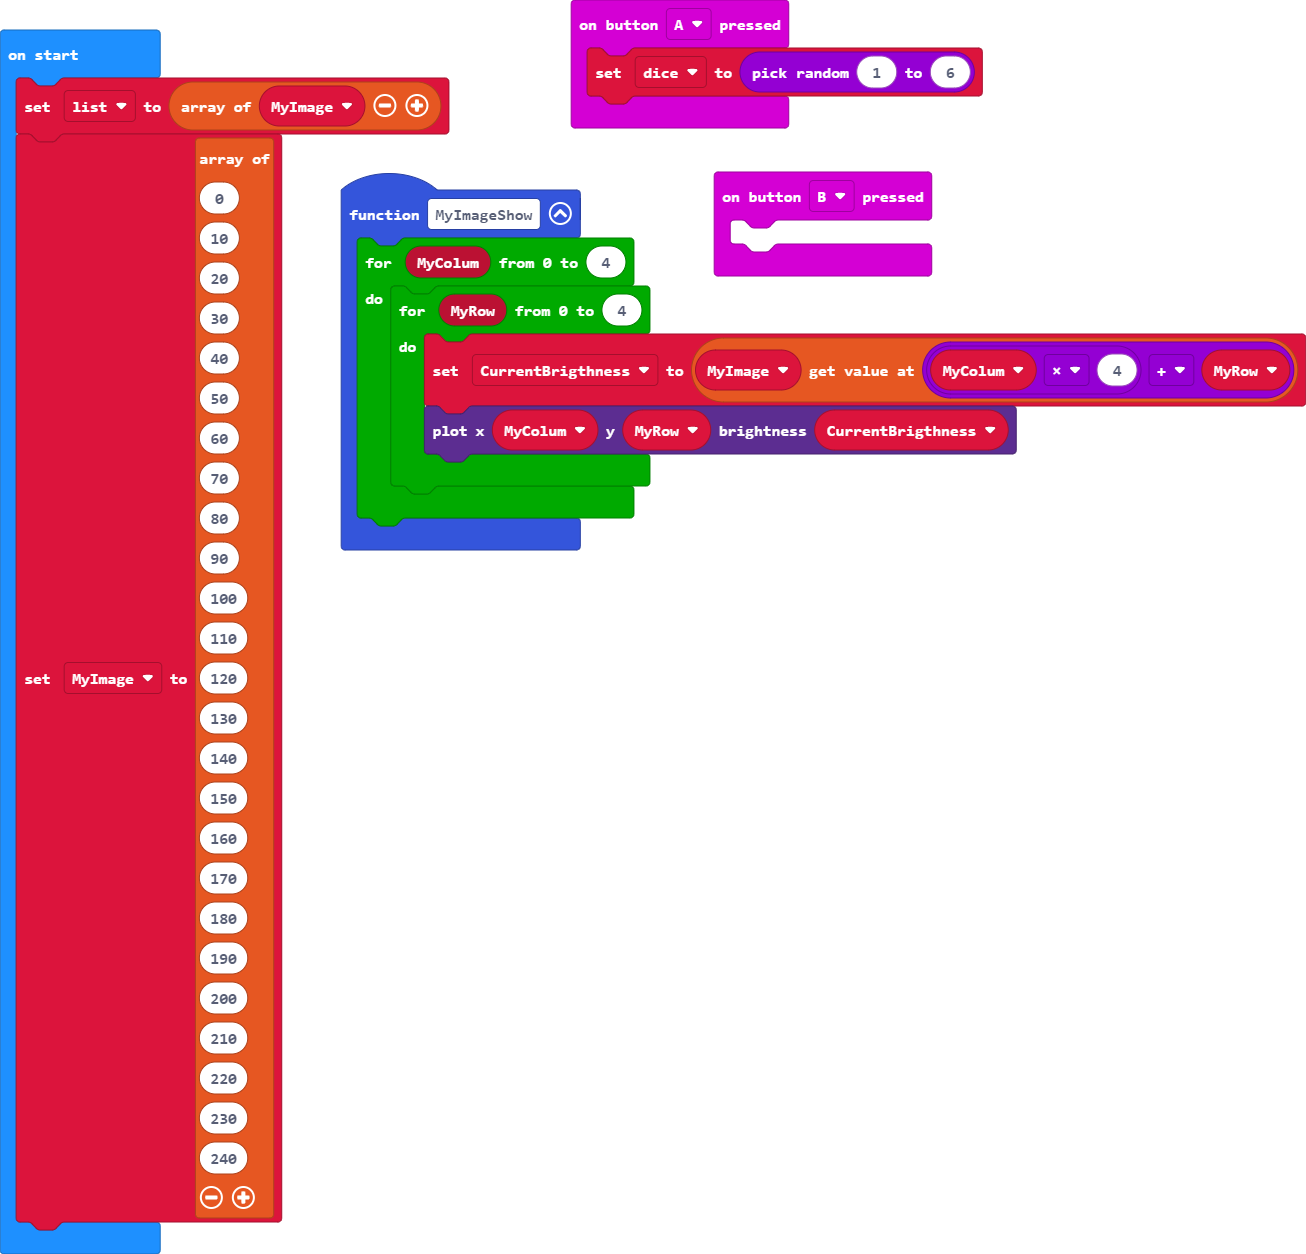 on start
set list to array of MyImage
set MyImage to array of
0
10
20
30
40
50
60
70
80
90
100
110
120
130
140
150
160
170
180
190
200
210
220
230
240
function MyImageShow
for MyColum from 0 to 4
do
for MyRow from 0 to 4
do
set CurrentBrigthness to MyImage get value at MyColum × 4 + MyRow
plot x MyColum y MyRow brightness CurrentBrigthness
on button A pressed
set dice to pick random 1 to 6
on button B pressed